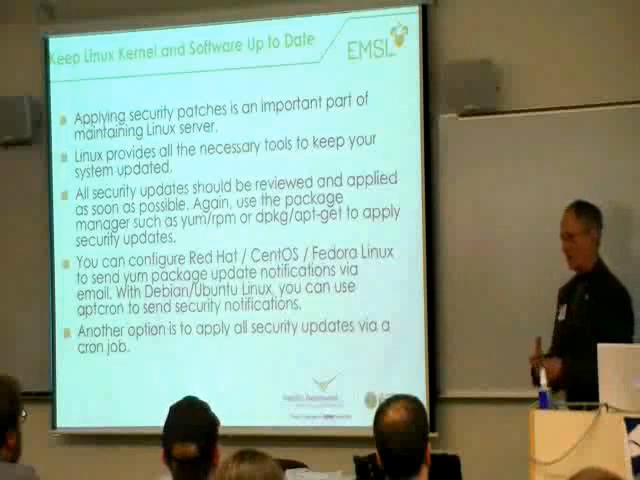 Keep Linux Kernel and Software Up to Date
EMSL
Applying security patches is an important part of
maintaining Linux server.
Linux provides all the necessary tools to keep your
system updated.
All security updates should be reviewed and applied
as soon as possible. Again, use the package
manager such as yum/rpm or dpkg/apt-get to apply
security updates.
You can configure Red Hat / CentOS / Fedora Linux
to send yum package update notifications via
email. With Debian/Ubuntu Linux, you can use
aptcron to send security notifications.
Another option is to apply all security updates via a
cron job.
Pacific Northwest